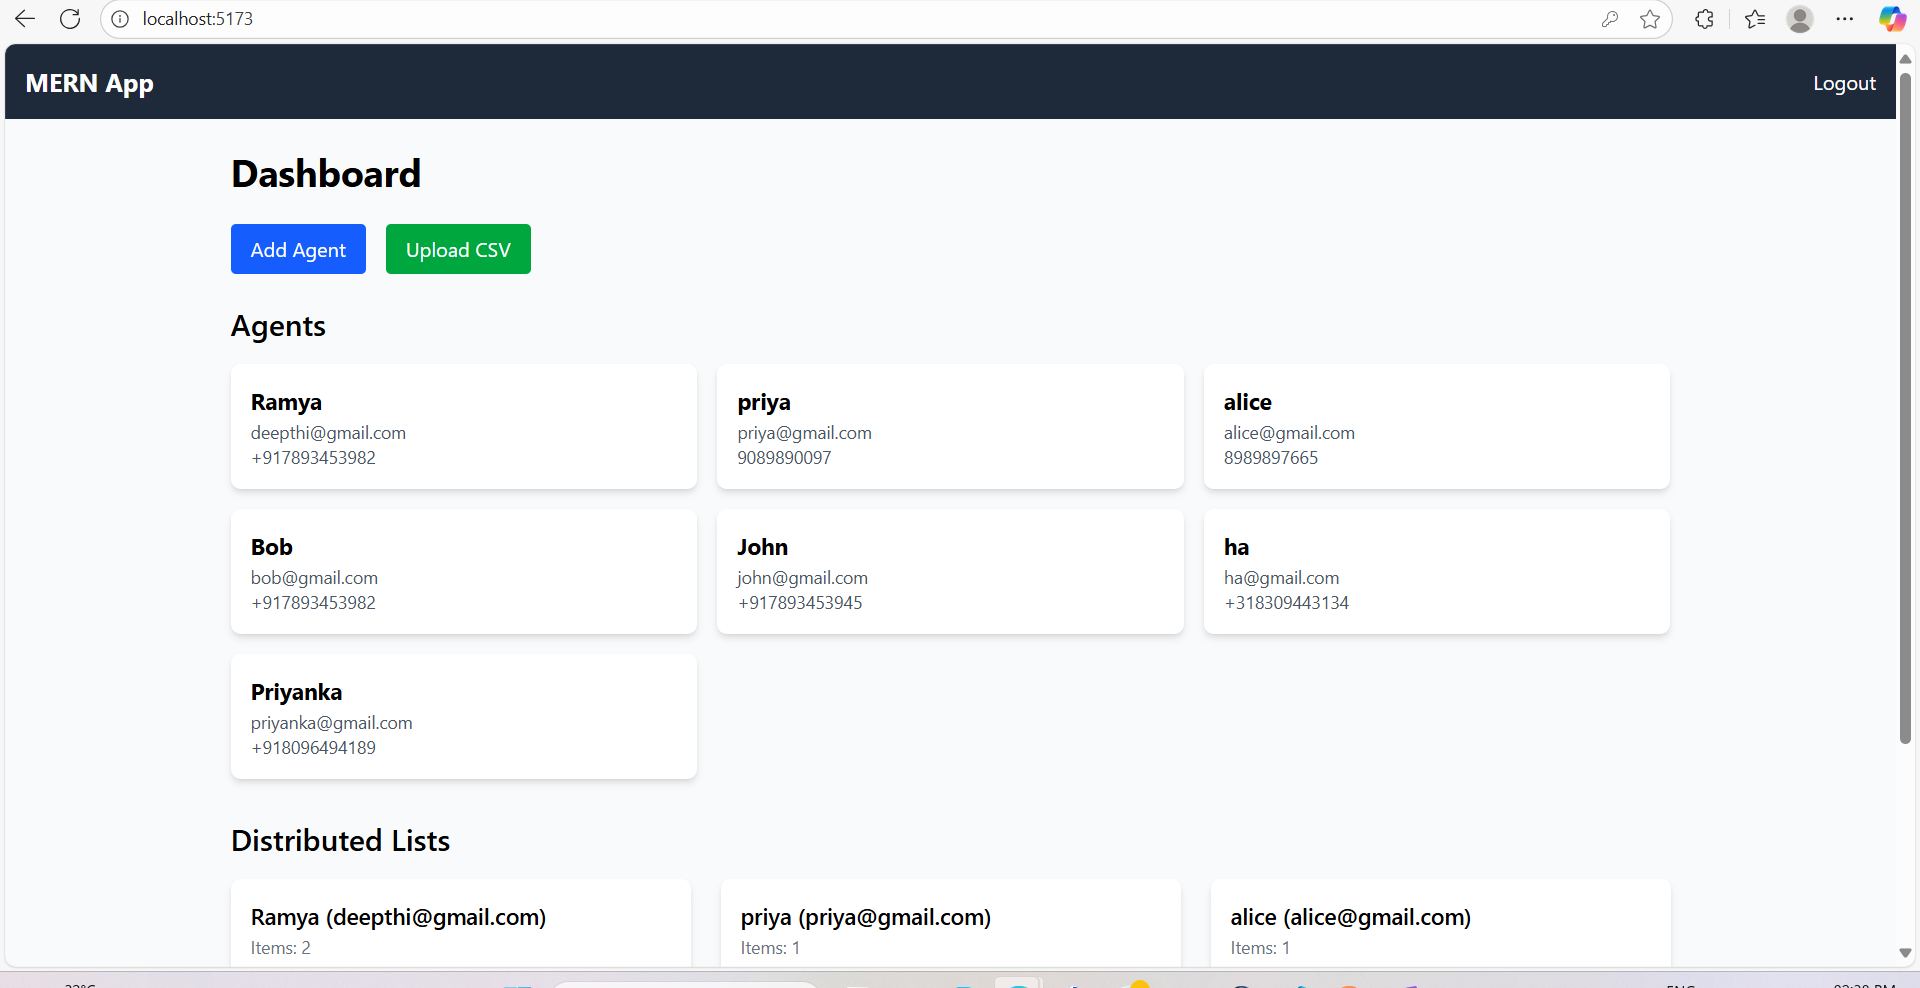 localhost:5173
MERN App
Logout
Dashboard
Add Agent
Upload CSV
Agents
Ramya
deepthi@gmail.com
+917893453982
priya
priya@gmail.com
9089890097
alice
alice@gmail.com
8989897665
Bob
bob@gmail.com
+917893453982
John
john@gmail.com
+917893453945
ha
ha@gmail.com
+318309443134
Priyanka
priyanka@gmail.com
+918096494189
Distributed Lists
Ramya (deepthi@gmail.com)
Items: 2
priya (priya@gmail.com)
Items: 1
alice (alice@gmail.com)
Items: 1